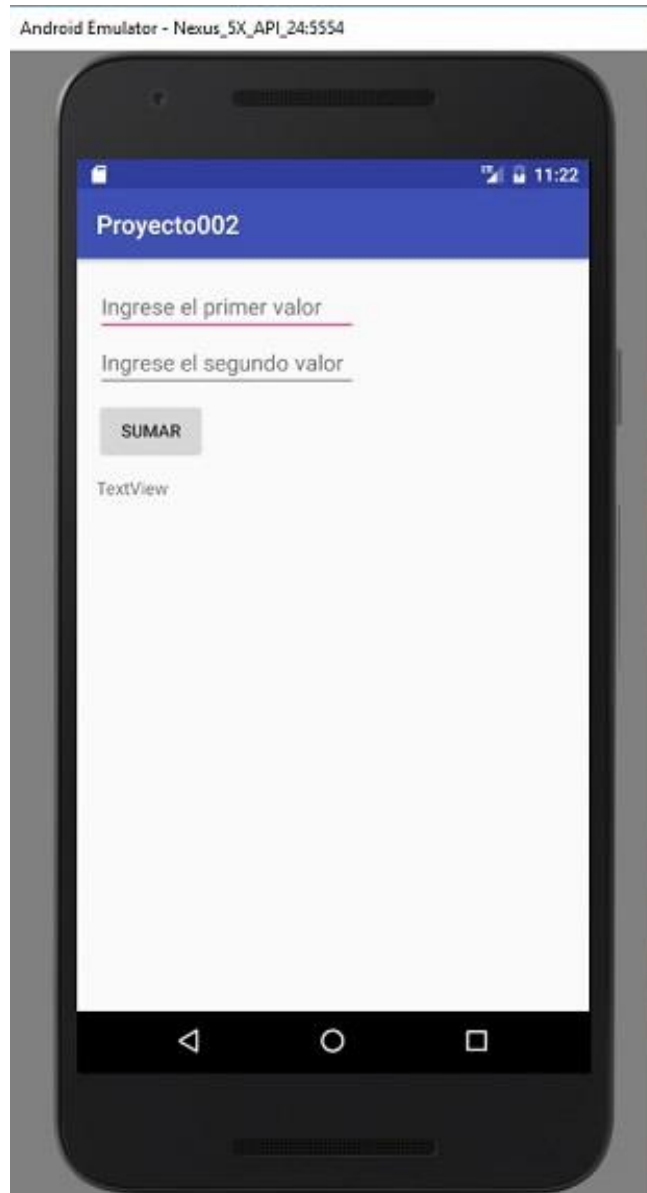 Android Emulator - Nexus_5X_API_24:5554
11:22
Proyecto002
Ingrese el primer valor
Ingrese el segundo valor
SUMAR
TextView